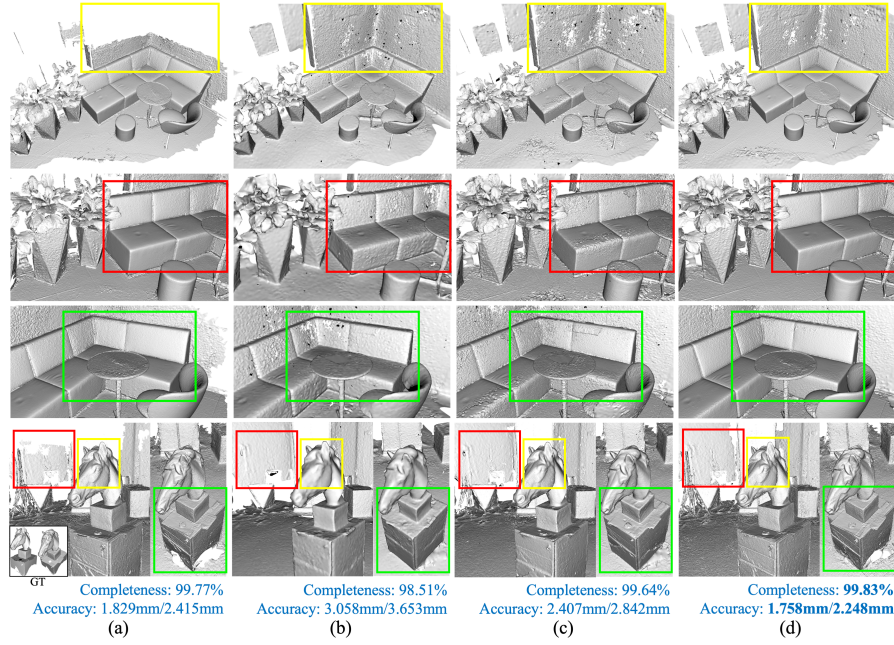 GT
Completeness: 99.77%
Accuracy: 1.829mm/2.415mm
(a)
Completeness: 98.51%
Accuracy: 3.058mm/3.653mm
(b)
Completeness: 99.64%
Accuracy: 2.407mm/2.842mm
(c)
Completeness: 99.83%
Accuracy: 1.758mm/2.248mm
(d)